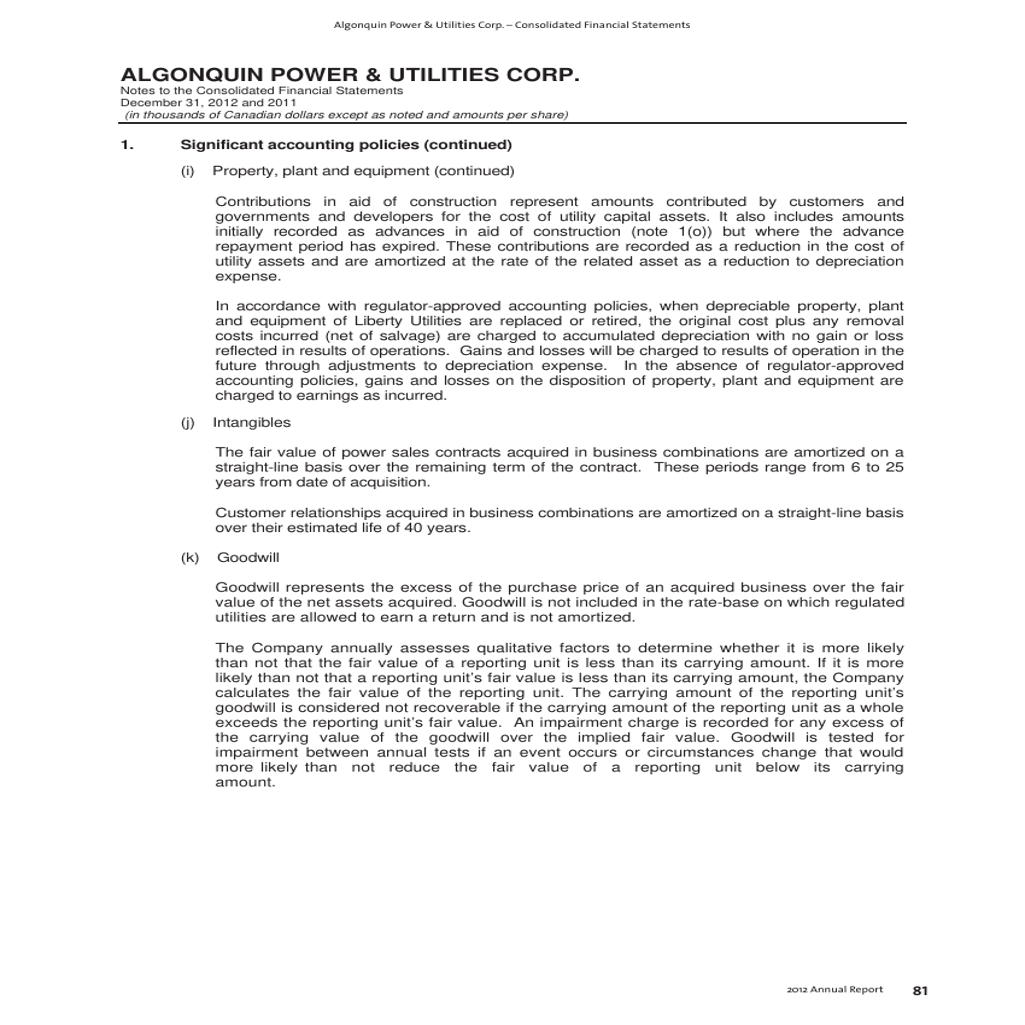 Algonquin Power & Utilities Corp. – Consolidated Financial Statements
ALGONQUIN POWER & UTILITIES CORP.
Notes to the Consolidated Financial Statements
December 31, 2012 and 2011
(in thousands of Canadian dollars except as noted and amounts per share)
1. Significant accounting policies (continued)
(i) Property, plant and equipment (continued)
Contributions in aid of construction represent amounts contributed by customers and
governments and developers for the cost of utility capital assets. It also includes amounts
initially recorded as advances in aid of construction (note 1(o)) but where the advance
repayment period has expired. These contributions are recorded as a reduction in the cost of
utility assets and are amortized at the rate of the related asset as a reduction to depreciation
expense.
In accordance with regulator-approved accounting policies, when depreciable property, plant
and equipment of Liberty Utilities are replaced or retired, the original cost plus any removal
costs incurred (net of salvage) are charged to accumulated depreciation with no gain or loss
reflected in results of operations. Gains and losses will be charged to results of operation in the
future through adjustments to depreciation expense. In the absence of regulator-approved
accounting policies, gains and losses on the disposition of property, plant and equipment are
charged to earnings as incurred.
(j) Intangibles
The fair value of power sales contracts acquired in business combinations are amortized on a
straight-line basis over the remaining term of the contract. These periods range from 6 to 25
years from date of acquisition.
Customer relationships acquired in business combinations are amortized on a straight-line basis
over their estimated life of 40 years.
(k) Goodwill
Goodwill represents the excess of the purchase price of an acquired business over the fair
value of the net assets acquired. Goodwill is not included in the rate-base on which regulated
utilities are allowed to earn a return and is not amortized.
The Company annually assesses qualitative factors to determine whether it is more likely
than not that the fair value of a reporting unit is less than its carrying amount. If it is more
likely than not that a reporting unit's fair value is less than its carrying amount, the Company
calculates the fair value of the reporting unit. The carrying amount of the reporting unit's
goodwill is considered not recoverable if the carrying amount of the reporting unit as a whole
exceeds the reporting unit's fair value. An impairment charge is recorded for any excess of
the carrying value of the goodwill over the implied fair value. Goodwill is tested for
impairment between annual tests if an event occurs or circumstances change that would
more likely than not reduce the fair value of a reporting unit below its carrying
amount.
2012 Annual Report 81